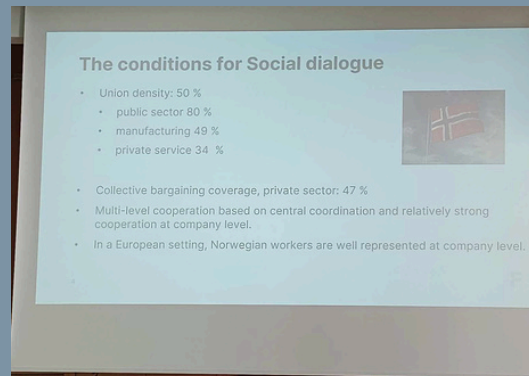 The conditions for Social dialogue
• Union density: 50 %
• public sector 80 %
• manufacturing 49 %
• private service 34 %
• Collective bargaining coverage, private sector: 47 %
• Multi-level cooperation based on central coordination and relatively strong
cooperation at company level.
• In a European setting, Norwegian workers are well represented at company level.